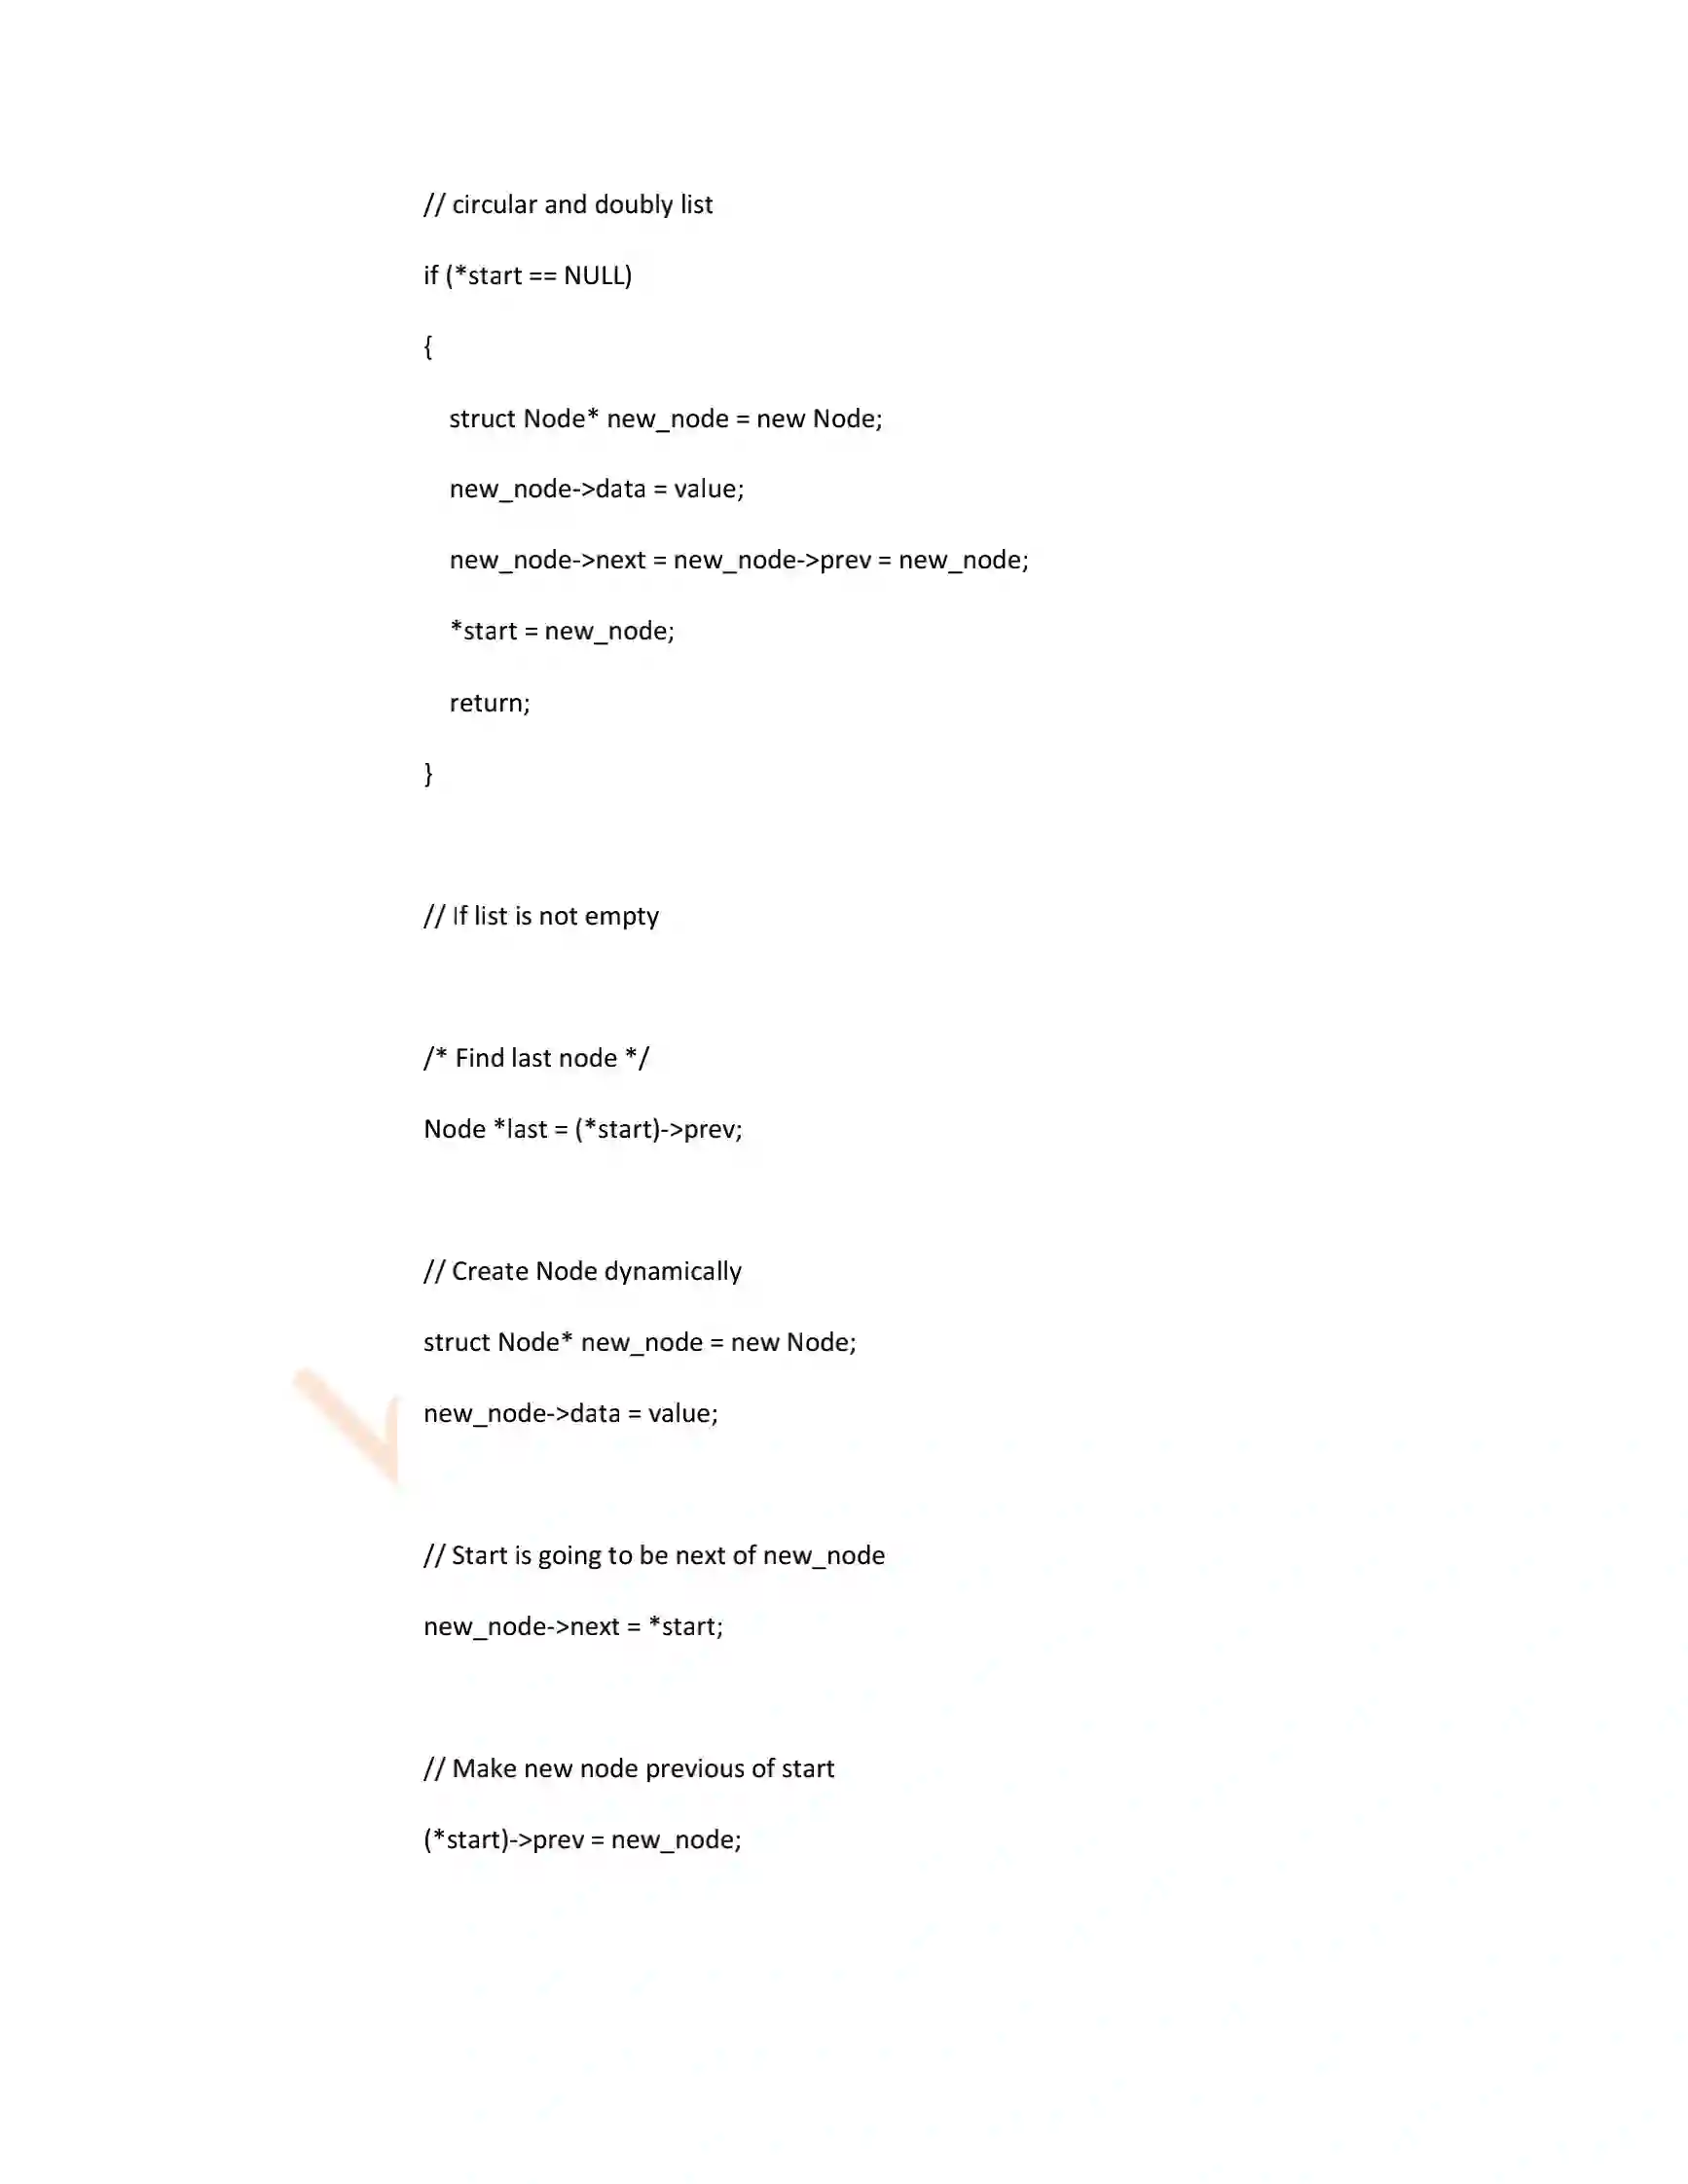 // circular and doubly list
if (*start == NULL)
{
struct Node* new_node = new Node;
new_node->data = value;
new_node->next = new_node->prev = new_node;
*start = new_node;
return;
}
// If list is not empty
/* Find last node */
Node *last = (*start)->prev;
// Create Node dynamically
struct Node* new_node = new Node;
new_node->data = value;
// Start is going to be next of new_node
new_node->next = *start;
// Make new node previous of start
(*start)->prev = new_node;